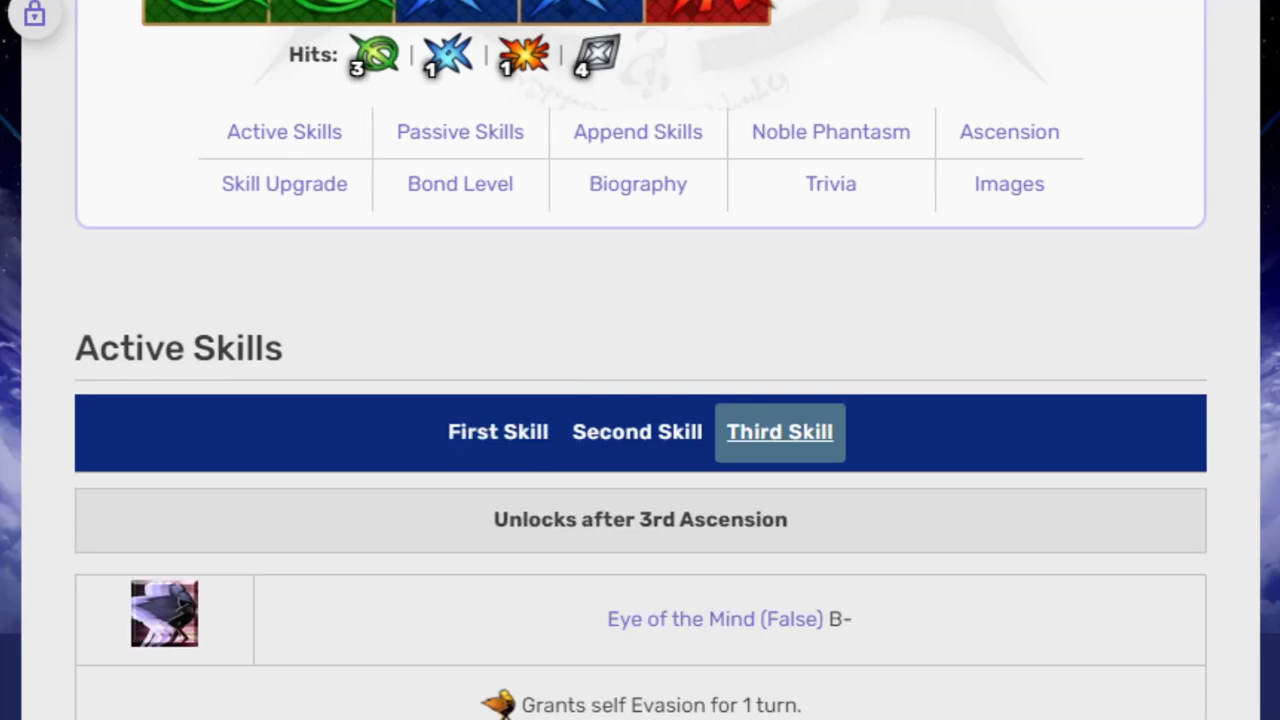 Hits: 3 | 1 | 1 | 4
Active Skills Passive Skills Append Skills Noble Phantasm Ascension
Skill Upgrade Bond Level Biography Trivia Images
Active Skills
First Skill Second Skill Third Skill
Unlocks after 3rd Ascension
Eye of the Mind (False) B-
Grants self Evasion for 1 turn.